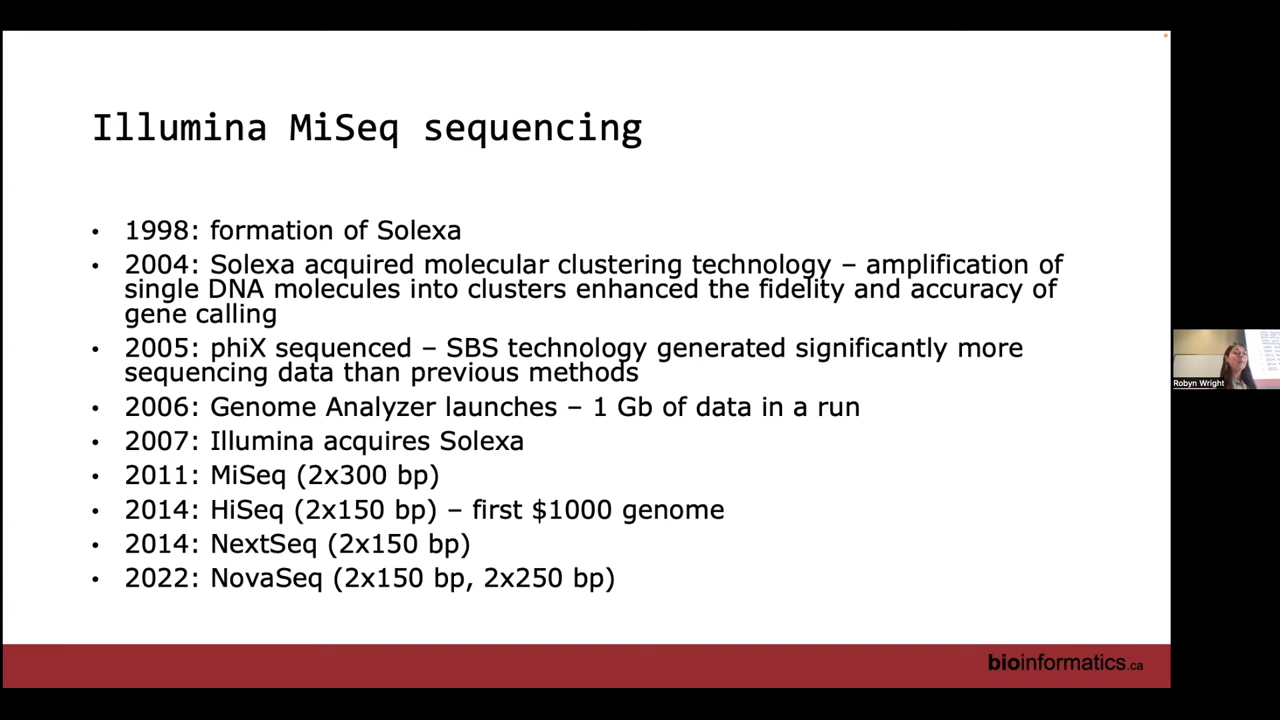 Illumina MiSeq sequencing
• 1998: formation of Solexa
• 2004: Solexa acquired molecular clustering technology – amplification of
single DNA molecules into clusters enhanced the fidelity and accuracy of
gene calling
• 2005: phiX sequenced – SBS technology generated significantly more
sequencing data than previous methods
• 2006: Genome Analyzer launches – 1 Gb of data in a run
• 2007: Illumina acquires Solexa
• 2011: MiSeq (2x300 bp)
• 2014: HiSeq (2x150 bp) – first $1000 genome
• 2014: NextSeq (2x150 bp)
• 2022: NovaSeq (2x150 bp, 2x250 bp)
Robyn Wright
bioinformatics.ca